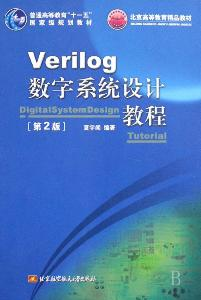 普通高等教育“十一五”
国家级规划教材
北京高等教育精品教材
Verilog
数字系统设计
DigitalSystemDesign
教程
[第2版]
Tutorial
夏宇闻 编著
北京航空航天大学出版社